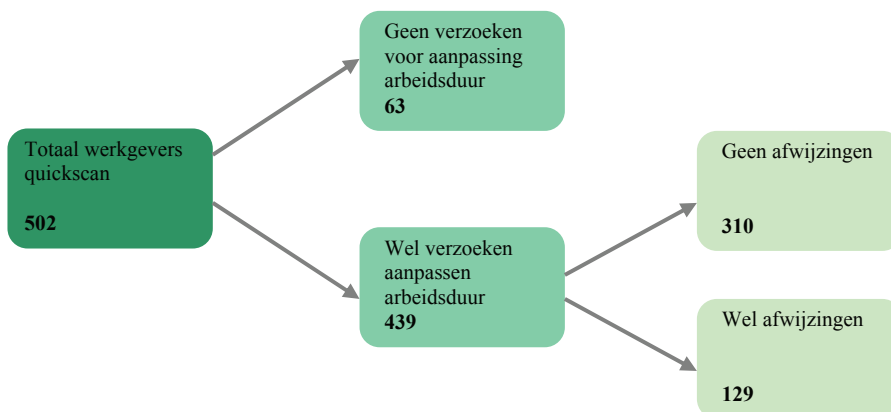 Totaal werkgevers
quickscan
502
Geen verzoeken
voor aanpassing
arbeidsduur
63
Wel verzoeken
aanpassen
arbeidsduur
439
Geen afwijzingen
310
Wel afwijzingen
129